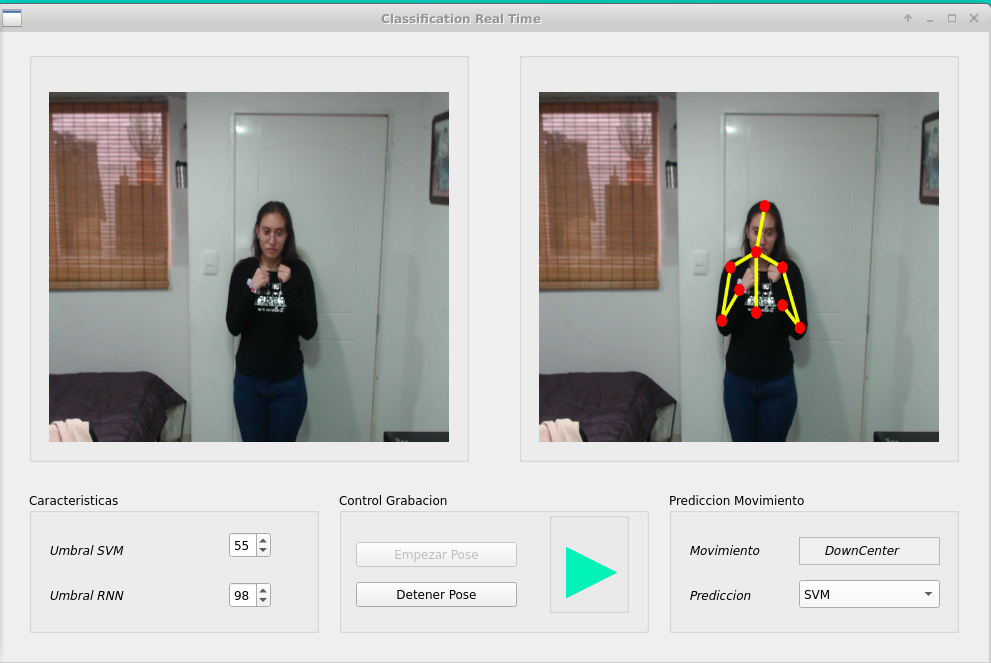 Classification Real Time
Caracteristicas
Umbral SVM
55
Umbral RNN
98
Control Grabacion
Empezar Pose
Detener Pose
Prediccion Movimiento
Movimiento
DownCenter
Prediccion
SVM